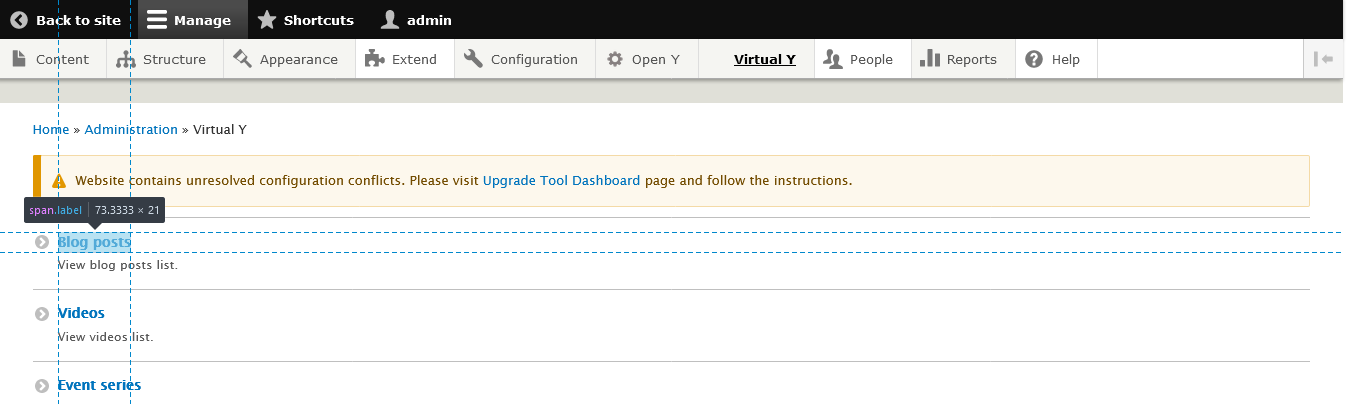 Back to site Manage Shortcuts admin
Content Structure Appearance Extend Configuration Open Y Virtual Y People Reports Help
Home » Administration » Virtual Y
Website contains unresolved configuration conflicts. Please visit Upgrade Tool Dashboard page and follow the instructions.
span.label 73.3333 × 21
Blog posts
View blog posts list.
Videos
View videos list.
Event series